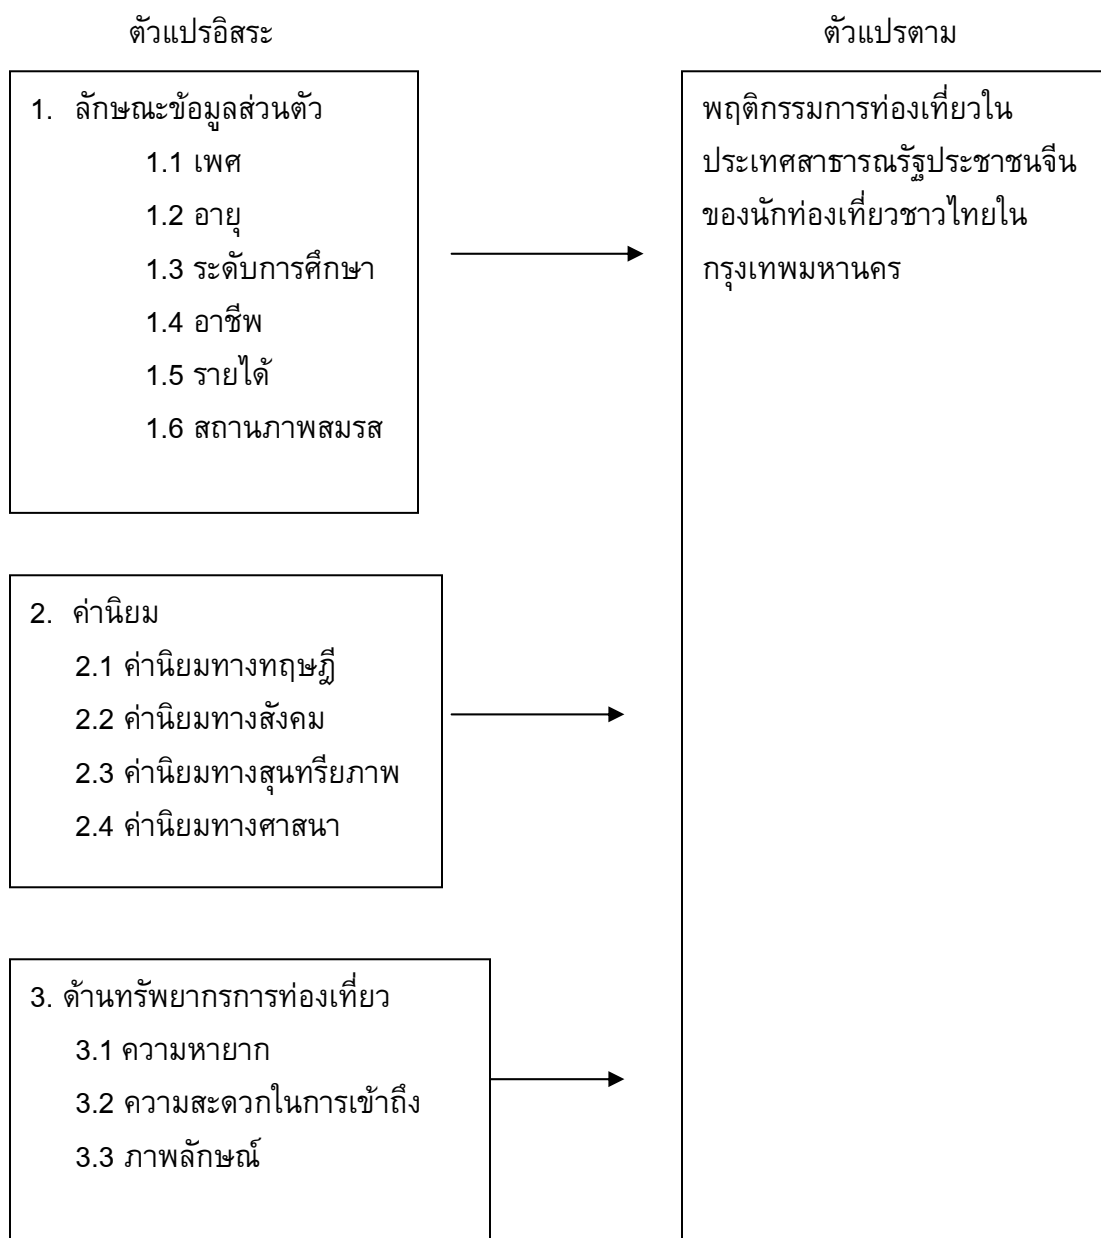 ตัวแปรอิสระ
ตัวแปรตาม
1. ลักษณะข้อมูลส่วนตัว
1.1 เพศ
1.2 อายุ
1.3 ระดับการศึกษา
1.4 อาชีพ
1.5 รายได้
1.6 สถานภาพสมรส
พฤติกรรมการท่องเที่ยวใน
ประเทศสาธารณรัฐประชาชนจีน
ของนักท่องเที่ยวชาวไทยใน
กรุงเทพมหานคร
2. ค่านิยม
2.1 ค่านิยมทางทฤษฎี
2.2 ค่านิยมทางสังคม
2.3 ค่านิยมทางสุนทรียภาพ
2.4 ค่านิยมทางศาสนา
3. ด้านทรัพยากรการท่องเที่ยว
3.1 ความหายาก
3.2 ความสะดวกในการเข้าถึง
3.3 ภาพลักษณ์